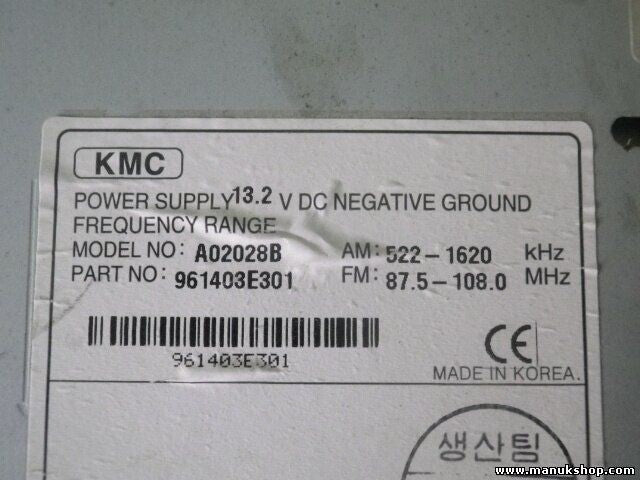 KMC
POWER SUPPLY 13.2 V DC NEGATIVE GROUND
FREQUENCY RANGE
MODEL NO: A02028B AM: 522-1620 kHz
PART NO: 961403E301 FM: 87.5-108.0 MHz
961403E301
CE
MADE IN KOREA.
생산팀
www.manukshop.com